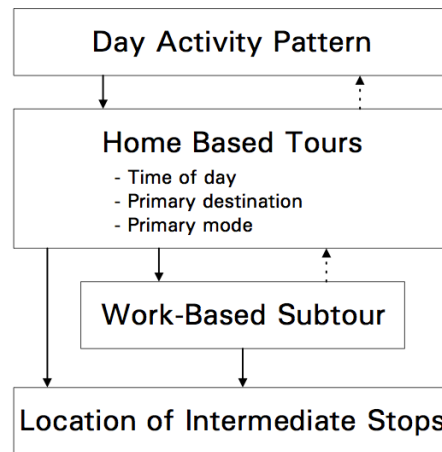 Day Activity Pattern
Home Based Tours
- Time of day
- Primary destination
- Primary mode
Work-Based Subtour
Location of Intermediate Stops